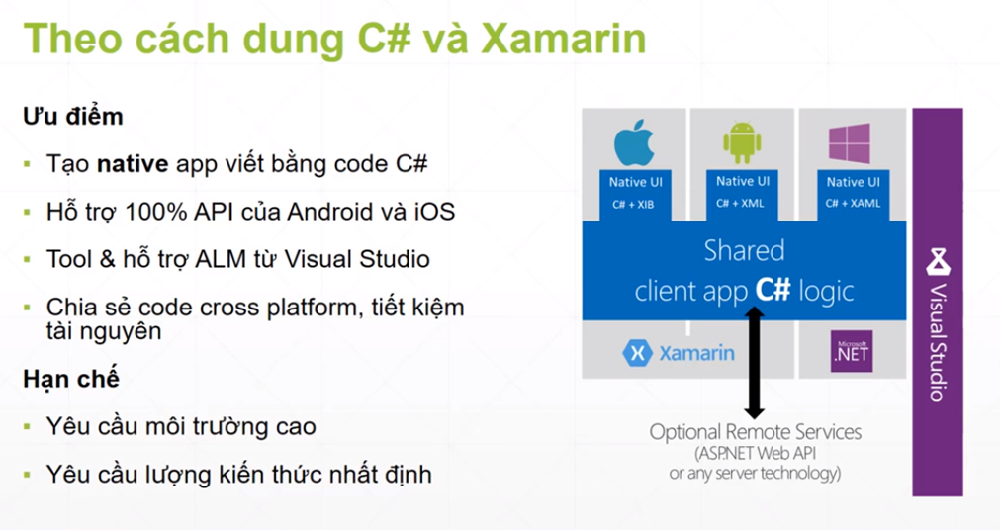 Theo cách dung C# và Xamarin
Ưu điểm
Tạo native app viết bằng code C#
Hỗ trợ 100% API của Android và iOS
Tool & hỗ trợ ALM từ Visual Studio
Chia sẻ code cross platform, tiết kiệm
tài nguyên
Hạn chế
Yêu cầu môi trường cao
Yêu cầu lượng kiến thức nhất định
Native UI
C# + XIB
Native UI
C# + XML
Native UI
C# + XAML
Shared
client app C# logic
Xamarin
Microsoft
.NET
Optional Remote Services
(ASP.NET Web API
or any server technology)
Visual Studio